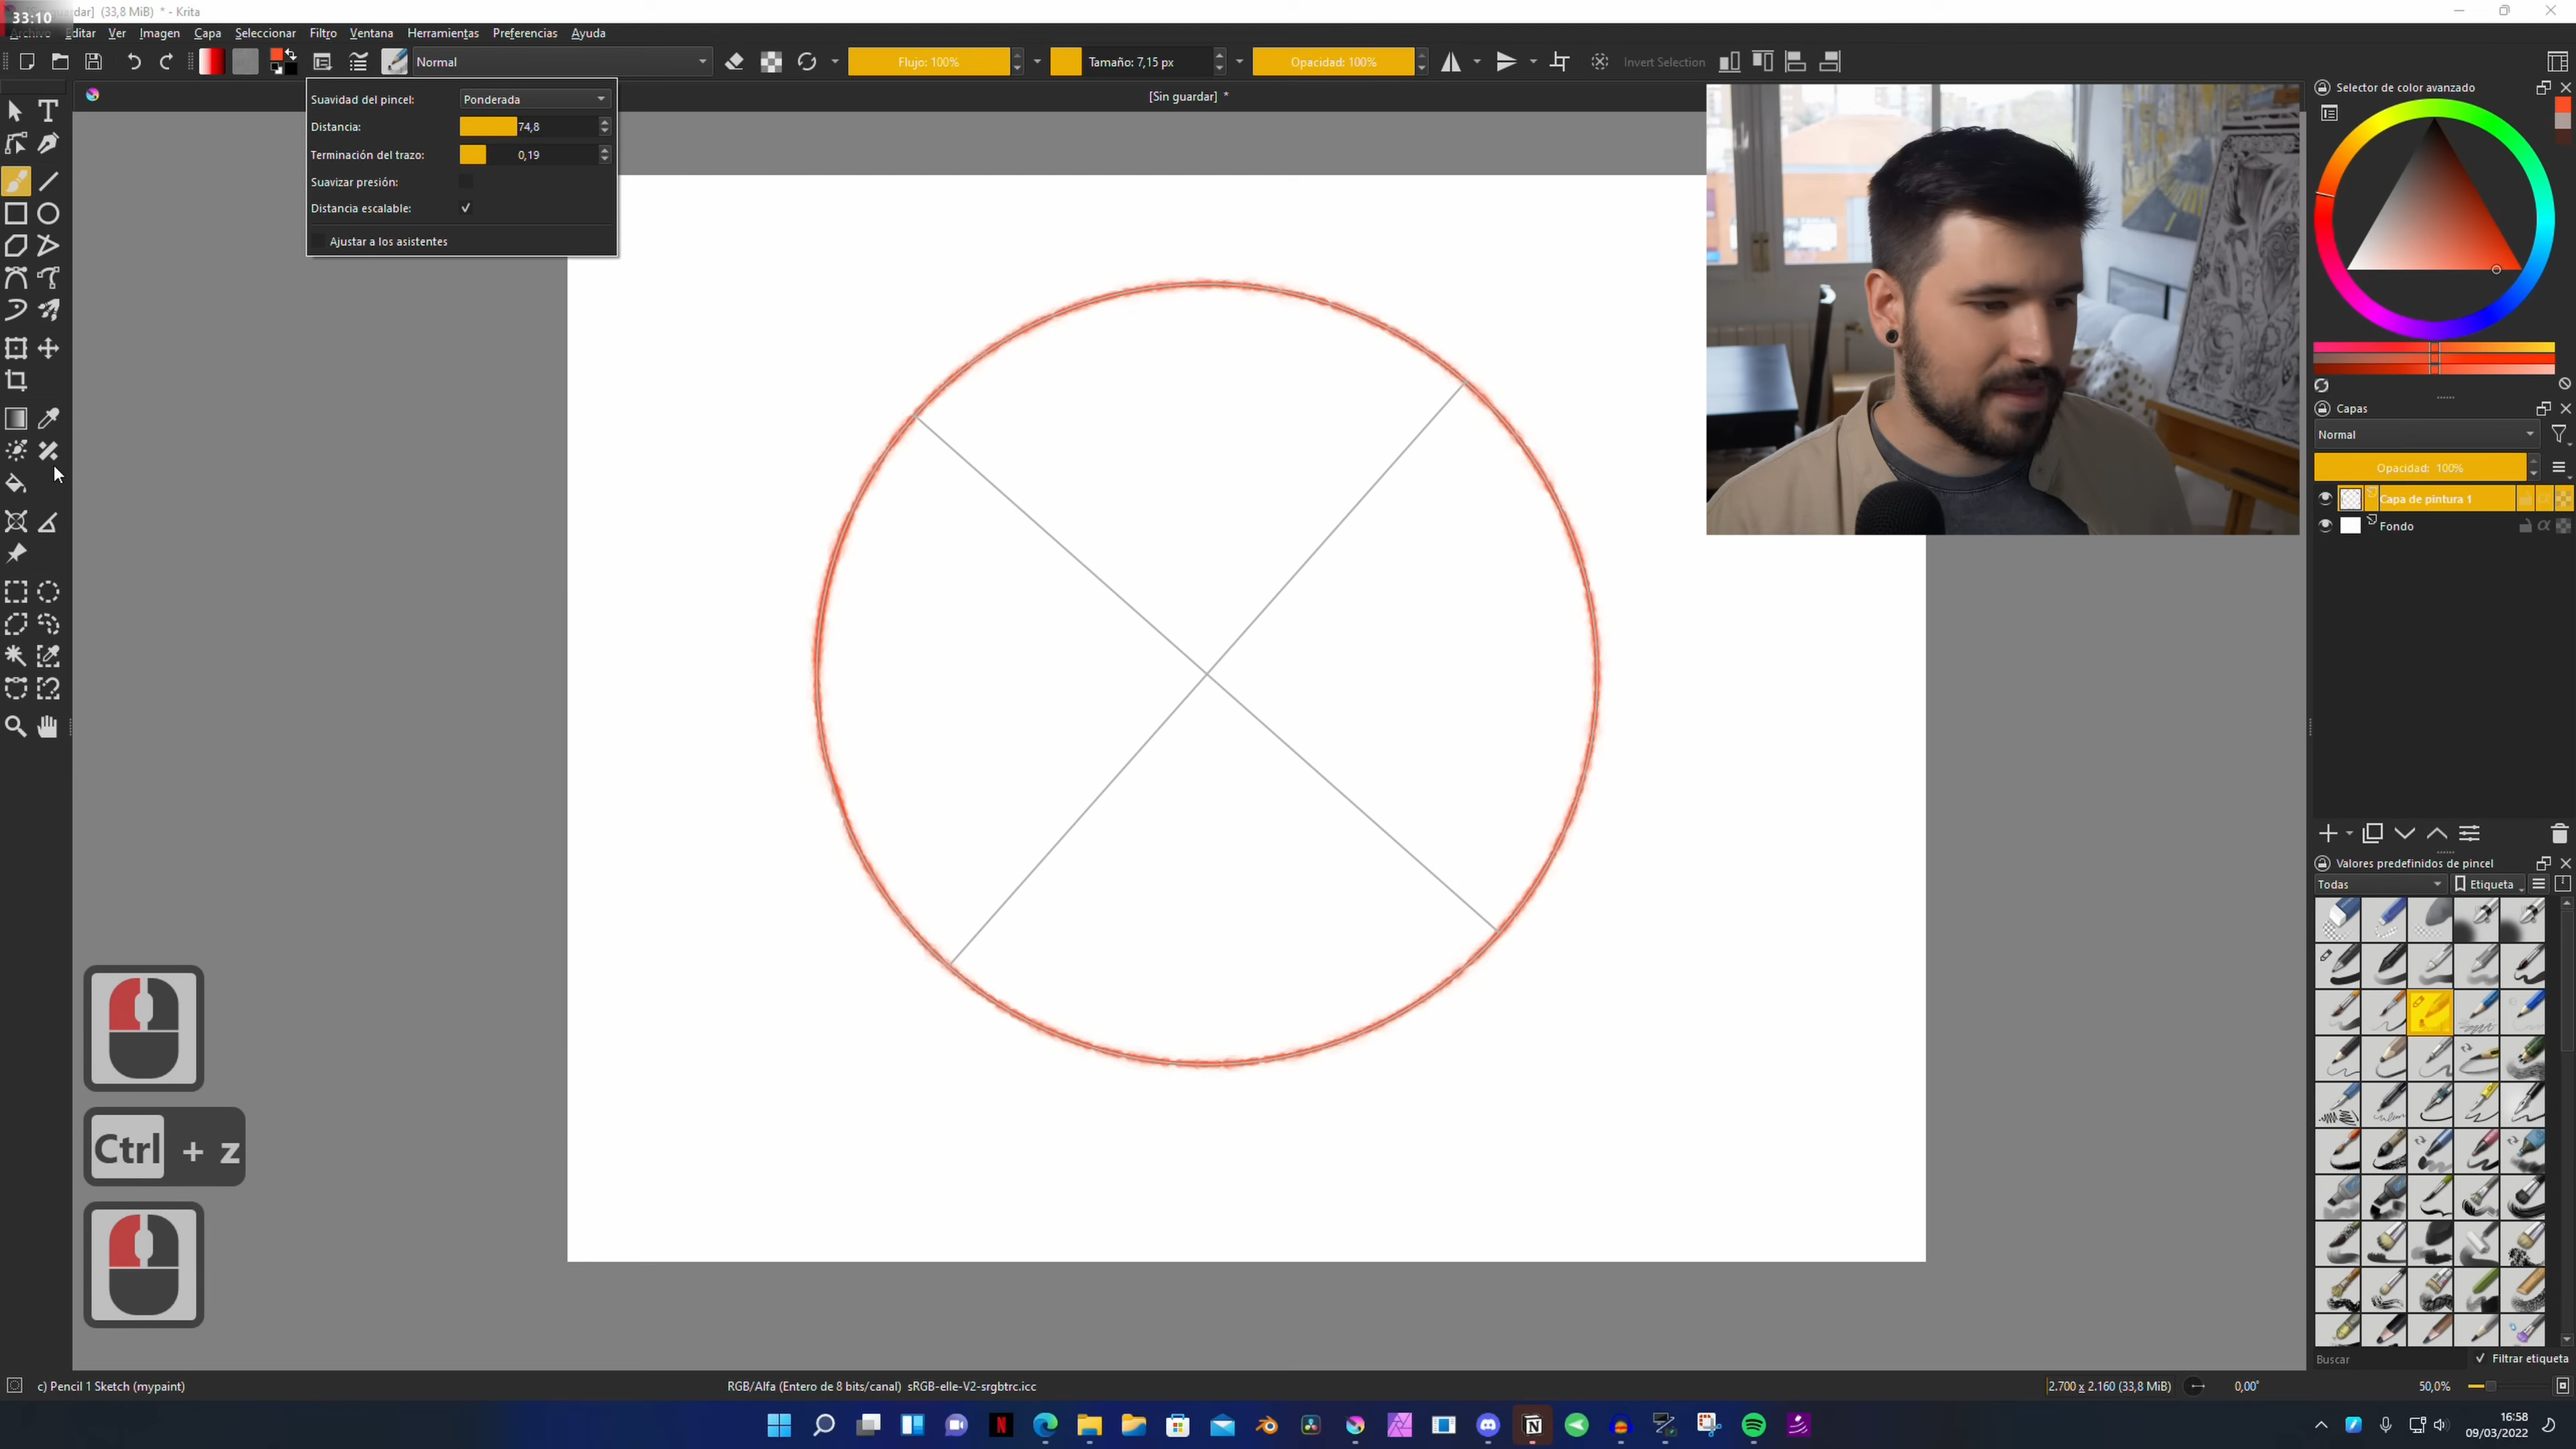 33:10
dar] (33,8 MiB) * - Krita
Archivo Editar Ver Imagen Capa Seleccionar Filtro Ventana Herramientas Preferencias Ayuda
Normal Flujo: 100% Tamaño: 7,15 px Opacidad: 100% Invert Selection
[Sin guardar] *
Suavidad del pincel: Ponderada
Distancia: 74,8
Terminación del trazo: 0,19
Suavizar presión:
Distancia escalable:
Ajustar a los asistentes
Selector de color avanzado
Capas
Normal
Opacidad: 100%
Capa de pintura 1
Fondo
Valores predefinidos de pincel
Todas Etiqueta
Ctrl + z
Buscar Filtrar etiqueta
c) Pencil 1 Sketch (mypaint) RGB/Alfa (Entero de 8 bits/canal) sRGB-elle-V2-srgbtrc.icc 2.700 x 2.160 (33,8 MiB) 0,00° 50,0%
16:58
09/03/2022